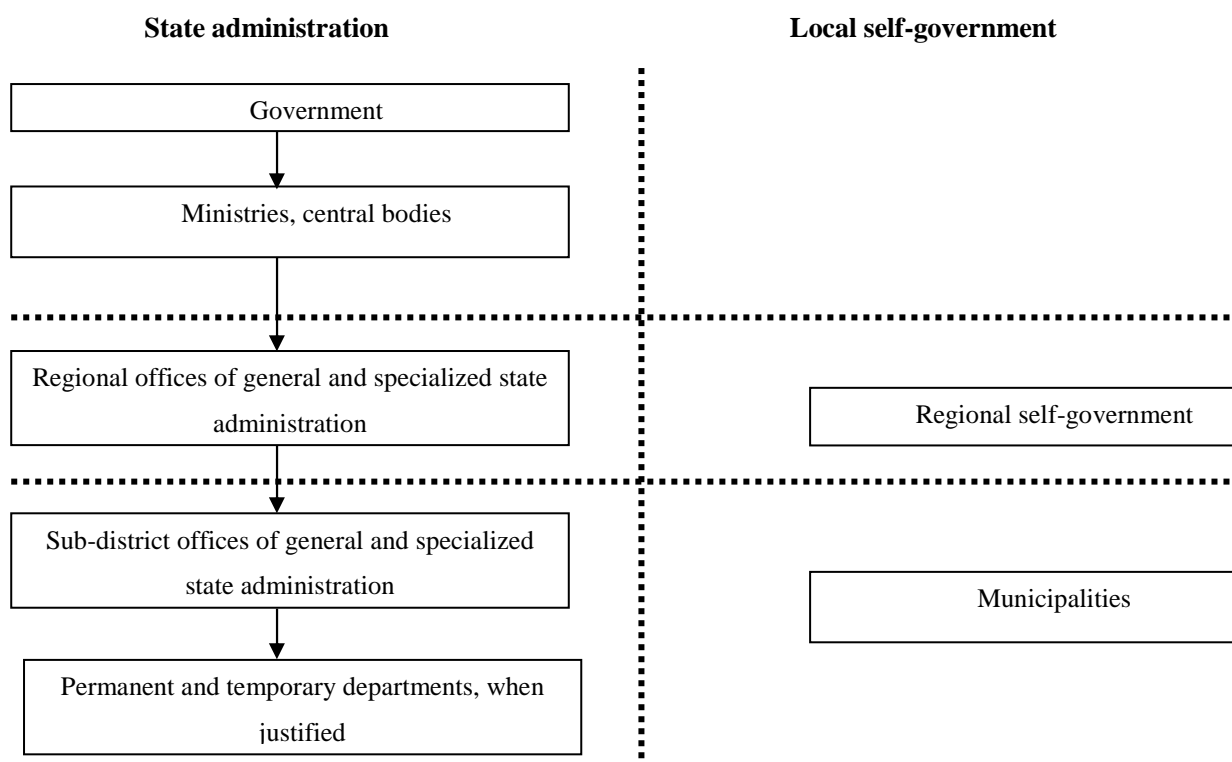 State administration
Local self-government
Government
Ministries, central bodies
Regional offices of general and specialized state
administration
Regional self-government
Sub-district offices of general and specialized
state administration
Municipalities
Permanent and temporary departments, when
justified